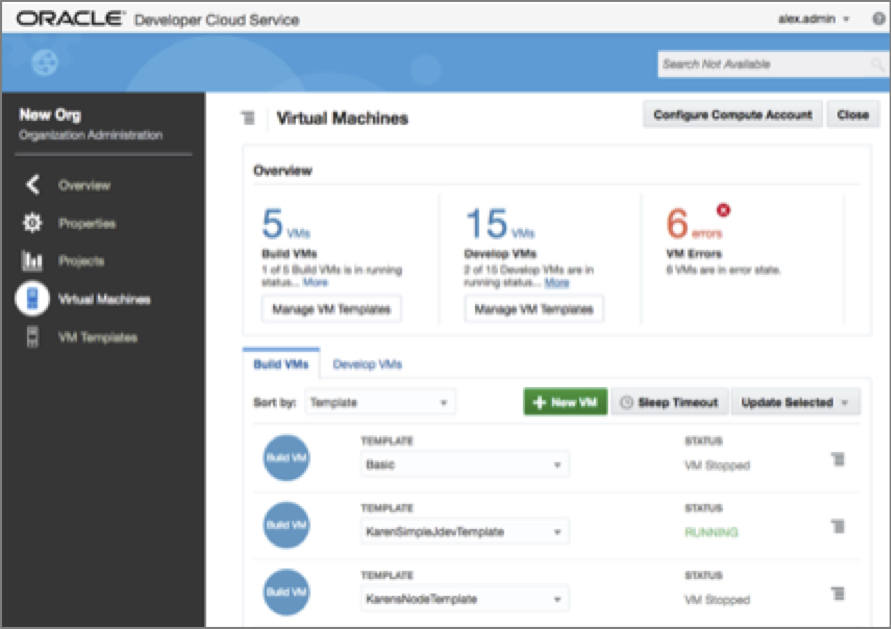 ORACLE Developer Cloud Service
alex.admin
Search Not Available
New Org
Organization Administration
Overview
Properties
Projects
Virtual Machines
VM Templates
Virtual Machines
Configure Compute Account
Close
Overview
5 VMs
Build VMs
1 of 5 Build VMs is in running
status... More
Manage VM Templates
15 VMs
Develop VMs
2 of 15 Develop VMs are in
running status... More
Manage VM Templates
6 errors
VM Errors
6 VMs are in error state.
Build VMs
Develop VMs
Sort by: Template
New VM
Sleep Timeout
Update Selected
Build VM
TEMPLATE
Basic
STATUS
VM Stopped
Build VM
TEMPLATE
KarenSimpleJdevTemplate
STATUS
RUNNING
Build VM
TEMPLATE
KarensNodeTemplate
STATUS
VM Stopped